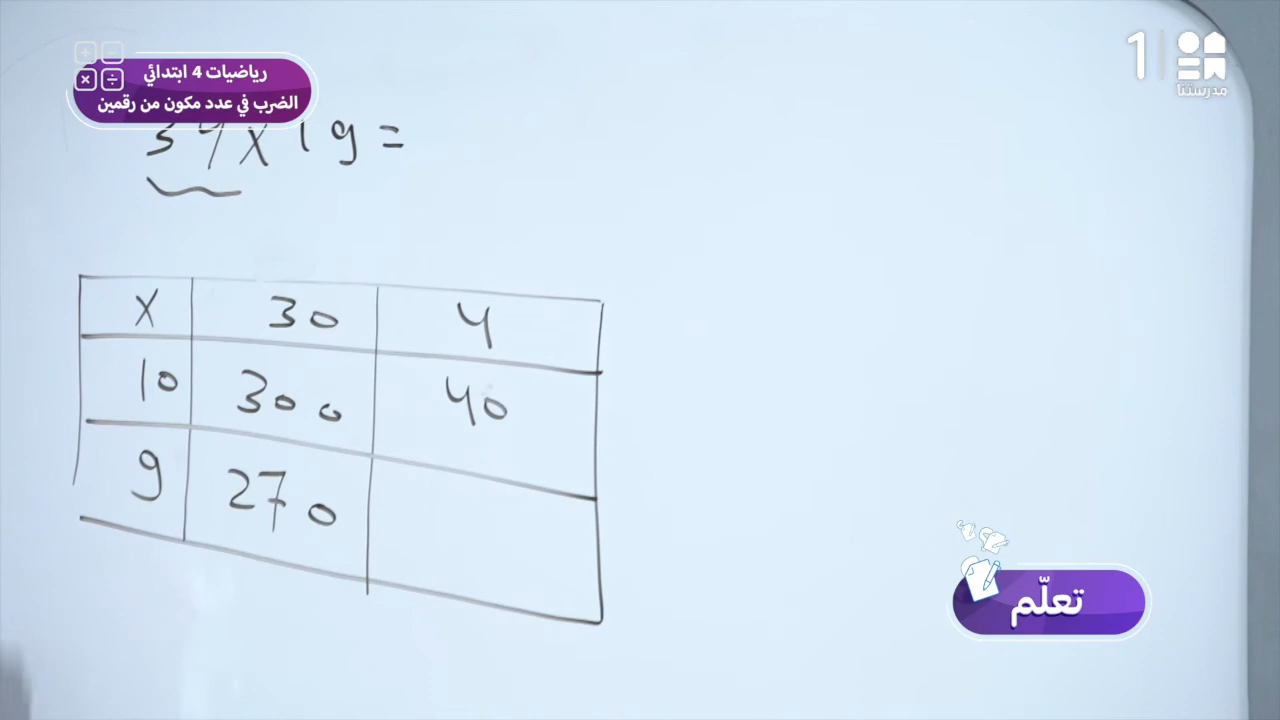 رياضيات 4 ابتدائي
الضرب في عدد مكون من رقمين
1
مدرستنا
34 x 19 =
x 30 4
10 300 40
9 270
تعلّم